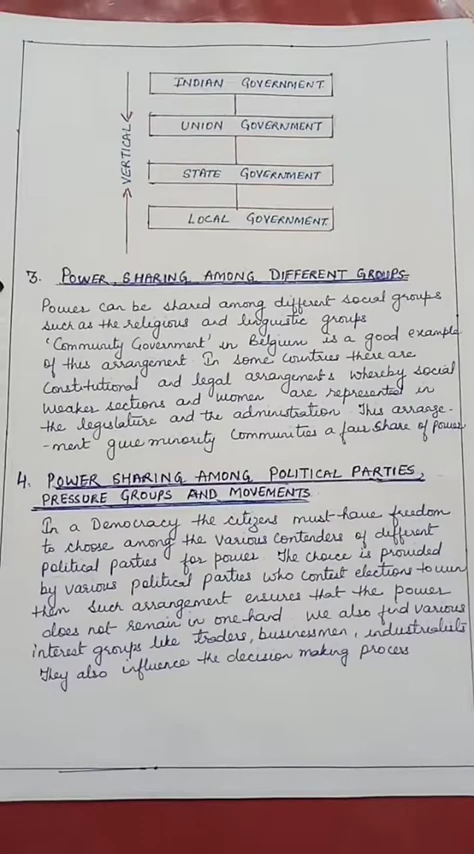 INDIAN GOVERNMENT.
UNION GOVERNMENT
STATE GOVERNMENT
LOCAL GOVERNMENT.
VERTICAL
3. POWER SHARING AMONG DIFFERENT GROUPS
Power can be shared among different social groups
such as the religious and linguistic groups
'Community Government' in Belgium is a good example
of this arrangement In some countries there are
Constitutional and legal arrangements whereby social
weaker sections and women are represented in
the legislature and the administration. This arrange-
-ment give minority communities a fair share of power
4. POWER SHARING AMONG POLITICAL PARTIES,
PRESSURE GROUPS AND MOVEMENTS
In a Democracy the citizens must have freedom
to choose among the various contenders of different
political parties for power The choice is provided
by various political parties who contest elections to win
them Such arrangement ensures that the power
does not remain in one-hand We also find various
interest groups like traders, businessmen, industrialists
They also influence the decision making process